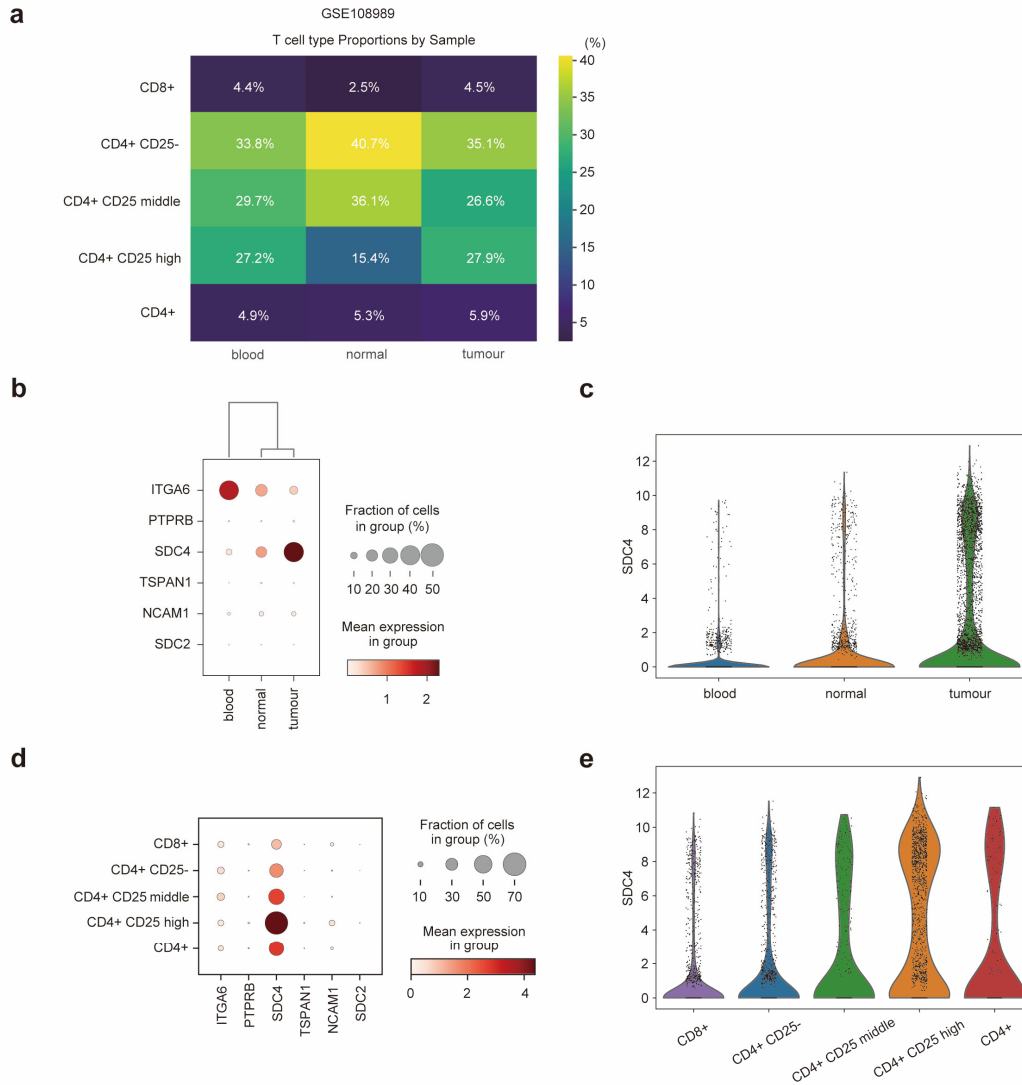 a
GSE108989
T cell type Proportions by Sample
(%)
CD8+ 4.4% 2.5% 4.5%
CD4+ CD25- 33.8% 40.7% 35.1%
CD4+ CD25 middle 29.7% 36.1% 26.6%
CD4+ CD25 high 27.2% 15.4% 27.9%
CD4+ 4.9% 5.3% 5.9%
blood normal tumour
40
35
30
25
20
15
10
5
b
ITGA6
PTPRB
SDC4
TSPAN1
NCAM1
SDC2
blood
normal
tumour
Fraction of cells
in group (%)
10 20 30 40 50
Mean expression
in group
1 2
c
SDC4
12
10
8
6
4
2
0
blood normal tumour
d
CD8+
CD4+ CD25-
CD4+ CD25 middle
CD4+ CD25 high
CD4+
ITGA6
PTPRB
SDC4
TSPAN1
NCAM1
SDC2
Fraction of cells
in group (%)
10 30 50 70
Mean expression
in group
0 2 4
e
SDC4
12
10
8
6
4
2
0
CD8+
CD4+ CD25-
CD4+ CD25 middle
CD4+ CD25 high
CD4+